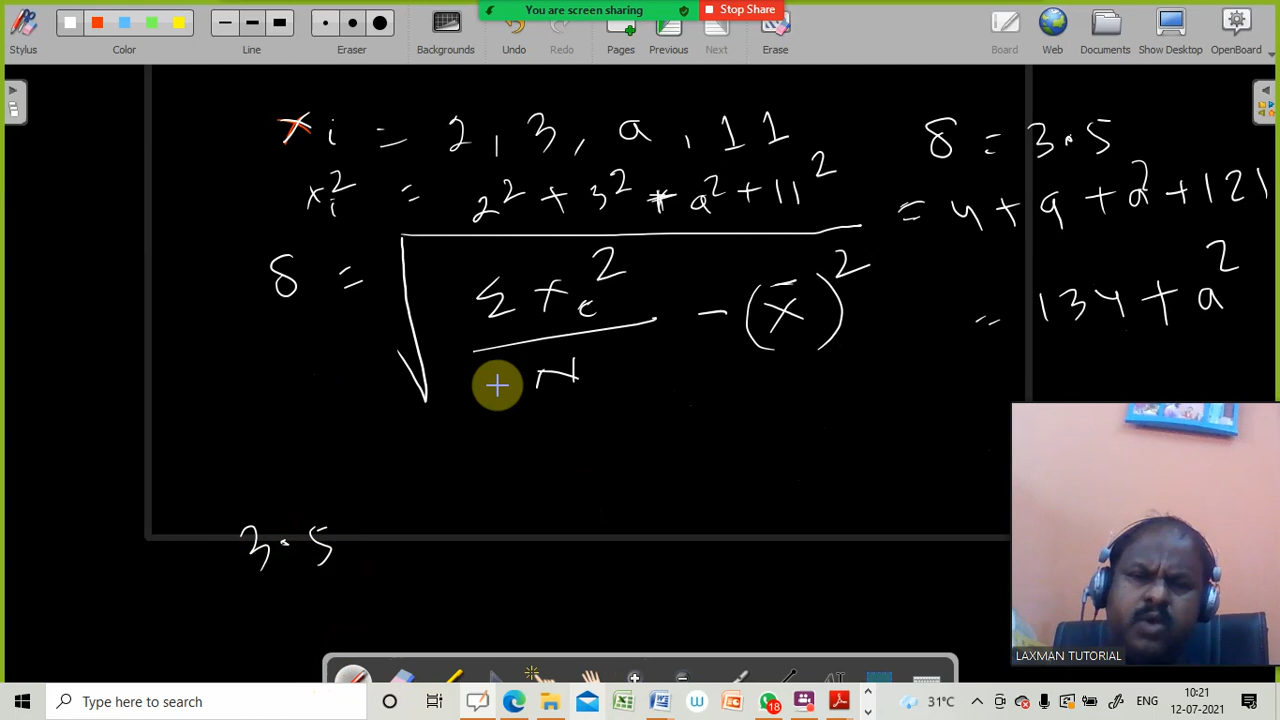 You are screen sharing Stop Share
Stylus Color Line Eraser Backgrounds Undo Redo Pages Previous Next Erase Board Web Documents Show Desktop OpenBoard
xi = 2, 3, a, 11 δ = 3.5
xi² = 2² + 3² + a² + 11² = 4 + 9 + a² + 121
δ = √(Σxi²/N - (x̄)²) = 134 + a²
3.5
LAXMAN TUTORIAL
Type here to search 18 31°C ENG 10:21
12-07-2021